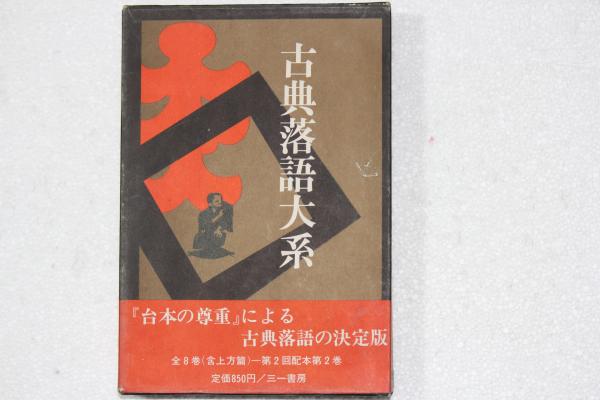 古典落語大系
『台本の尊重』による
古典落語の決定版
全8巻(含上方篇)―第2回配本第2巻
定価850円/三一書房